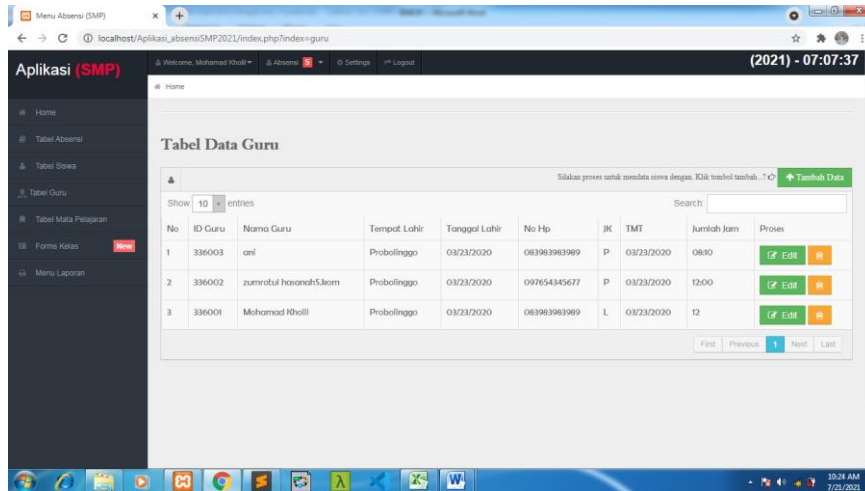 Menu Absensi (SMP)
localhost/Aplikasi_absensiSMP2021/index.php?index=guru
Aplikasi (SMP)
Welcome, Mohamad Kholil
Absensi 5
Settings
Logout
(2021) - 07:07:37
Home
Home
Tabel Absensi
Tabel Siswa
Tabel Guru
Tabel Mata Pelajaran
Forms Kelas New
Menu Laporan
Tabel Data Guru
Silakan proses untuk mendata siswa dengan. Klik tombol tambah...?
Tambah Data
Show 10 entries
Search:
No ID Guru Nama Guru Tempat Lahir Tanggal Lahir No Hp JK TMT Jumlah Jam Proses
1 336003 ani Probolinggo 03/23/2020 083983983989 P 03/23/2020 08:10 Edit
2 336002 zumrotul hasanahS.kom Probolinggo 03/23/2020 097654345677 P 03/23/2020 12:00 Edit
3 336001 Mohamad Kholil Probolinggo 03/23/2020 083983983989 L 03/23/2020 12 Edit
First Previous 1 Next Last
10:24 AM
7/21/2021